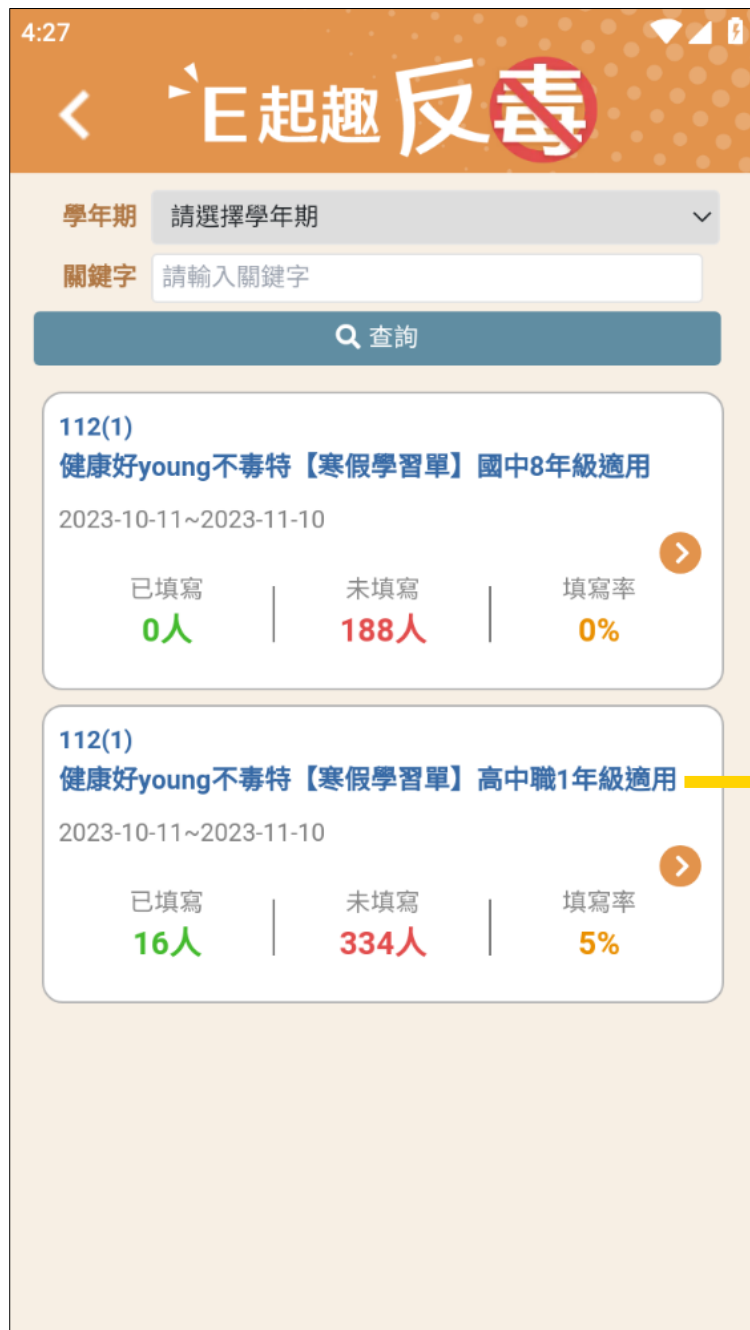 4:27
E起趣反毒
學年期 請選擇學年期
關鍵字 請輸入關鍵字
查詢
112(1)
健康好young不毒特【寒假學習單】國中8年級適用
2023-10-11~2023-11-10
已填寫 未填寫 填寫率
0人 188人 0%
112(1)
健康好young不毒特【寒假學習單】高中職1年級適用
2023-10-11~2023-11-10
已填寫 未填寫 填寫率
16人 334人 5%